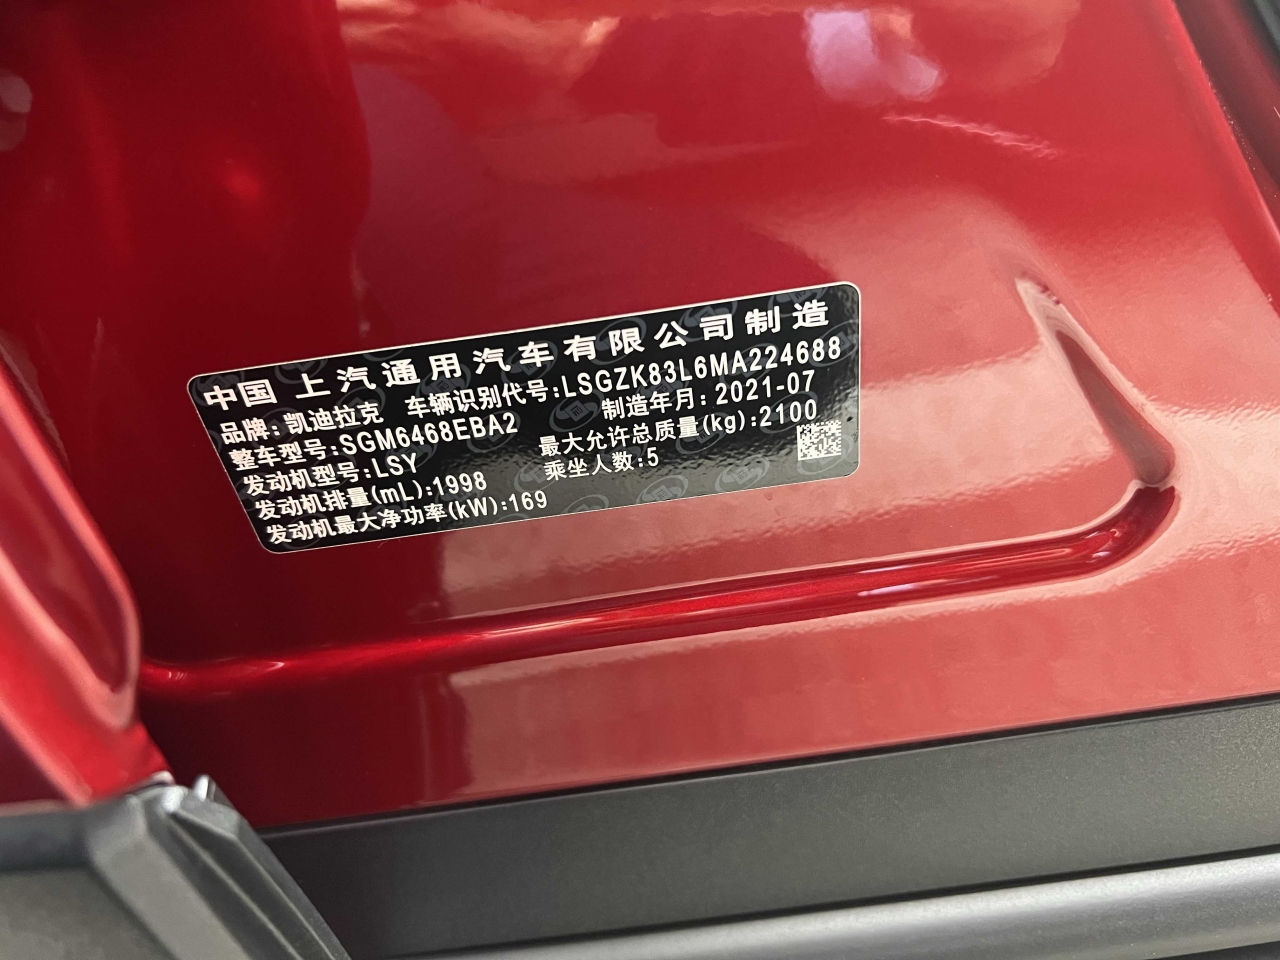 中国 上汽通用汽车有限公司制造
品牌:凯迪拉克 车辆识别代号:LSGZK83L6MA224688
整车型号:SGM6468EBA2 制造年月:2021-07
发动机型号:LSY 最大允许总质量(kg):2100
发动机排量(mL):1998 乘坐人数:5
发动机最大净功率(kW):169